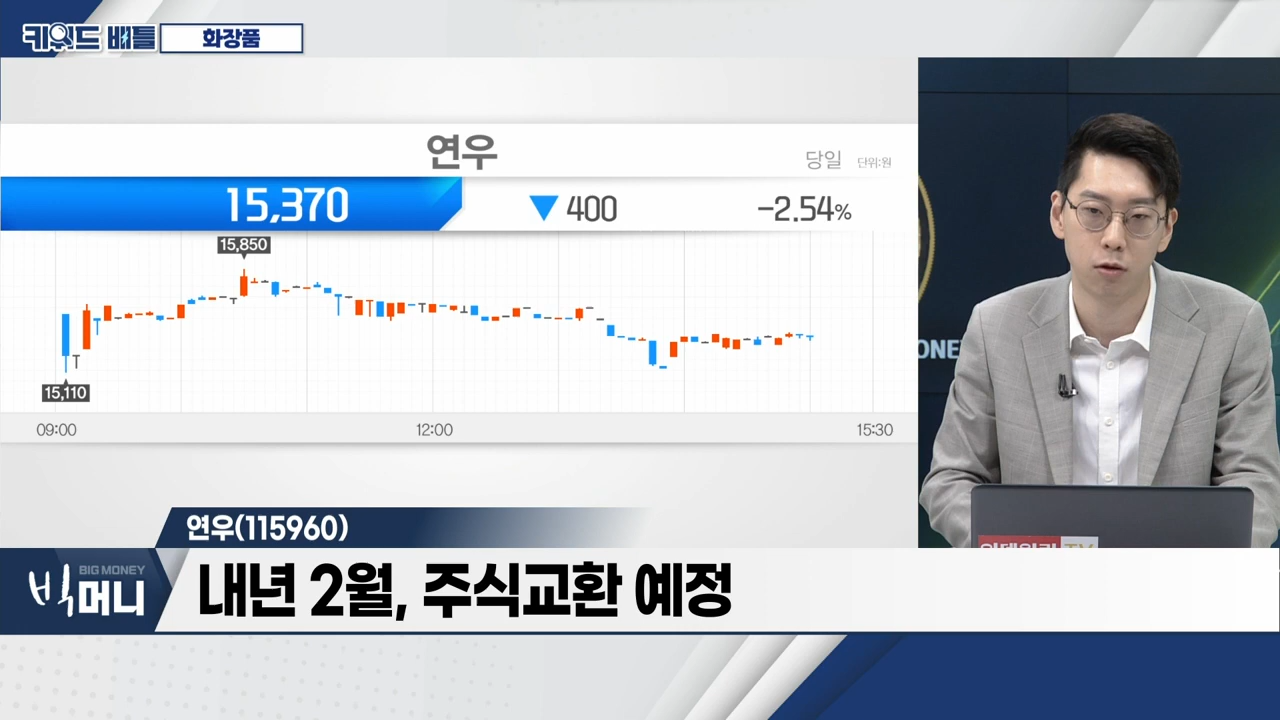 키워드 배틀
화장품
연우
당일 단위:원
15,370
▼ 400
-2.54%
15,850
15,110
09:00
12:00
15:30
연우(115960)
BIG MONEY
빅머니
내년 2월, 주식교환 예정